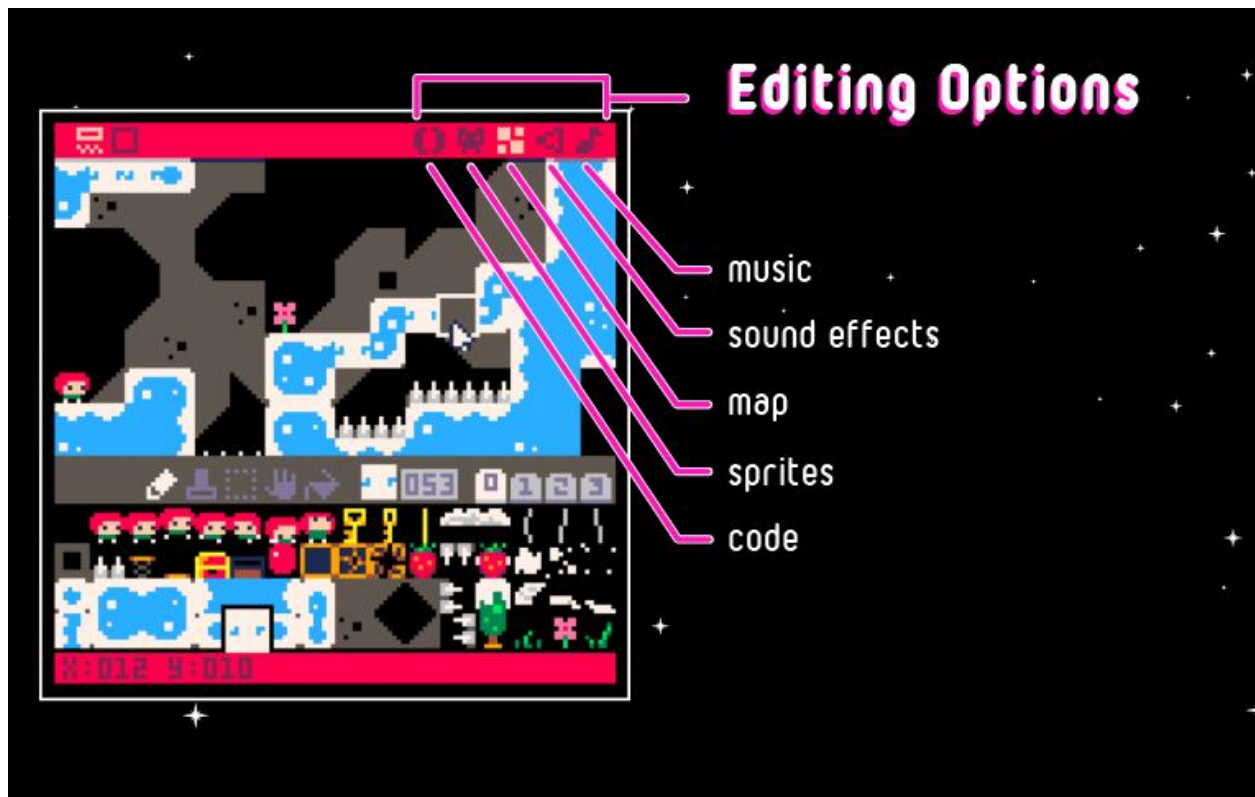 Editing Options
music
sound effects
map
sprites
code
053 0 1 2 3
X:012 Y:010